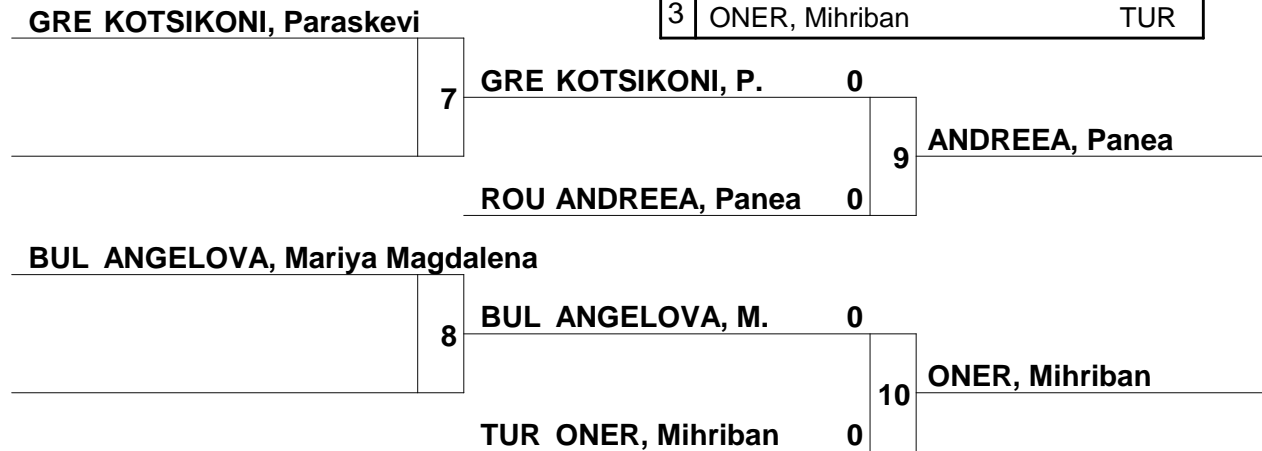 GRE KOTSIKONI, Paraskevi
3 ONER, Mihriban TUR
7 GRE KOTSIKONI, P. 0
9 ANDREEA, Panea
ROU ANDREEA, Panea 0
BUL ANGELOVA, Mariya Magdalena
8 BUL ANGELOVA, M. 0
10 ONER, Mihriban
TUR ONER, Mihriban 0